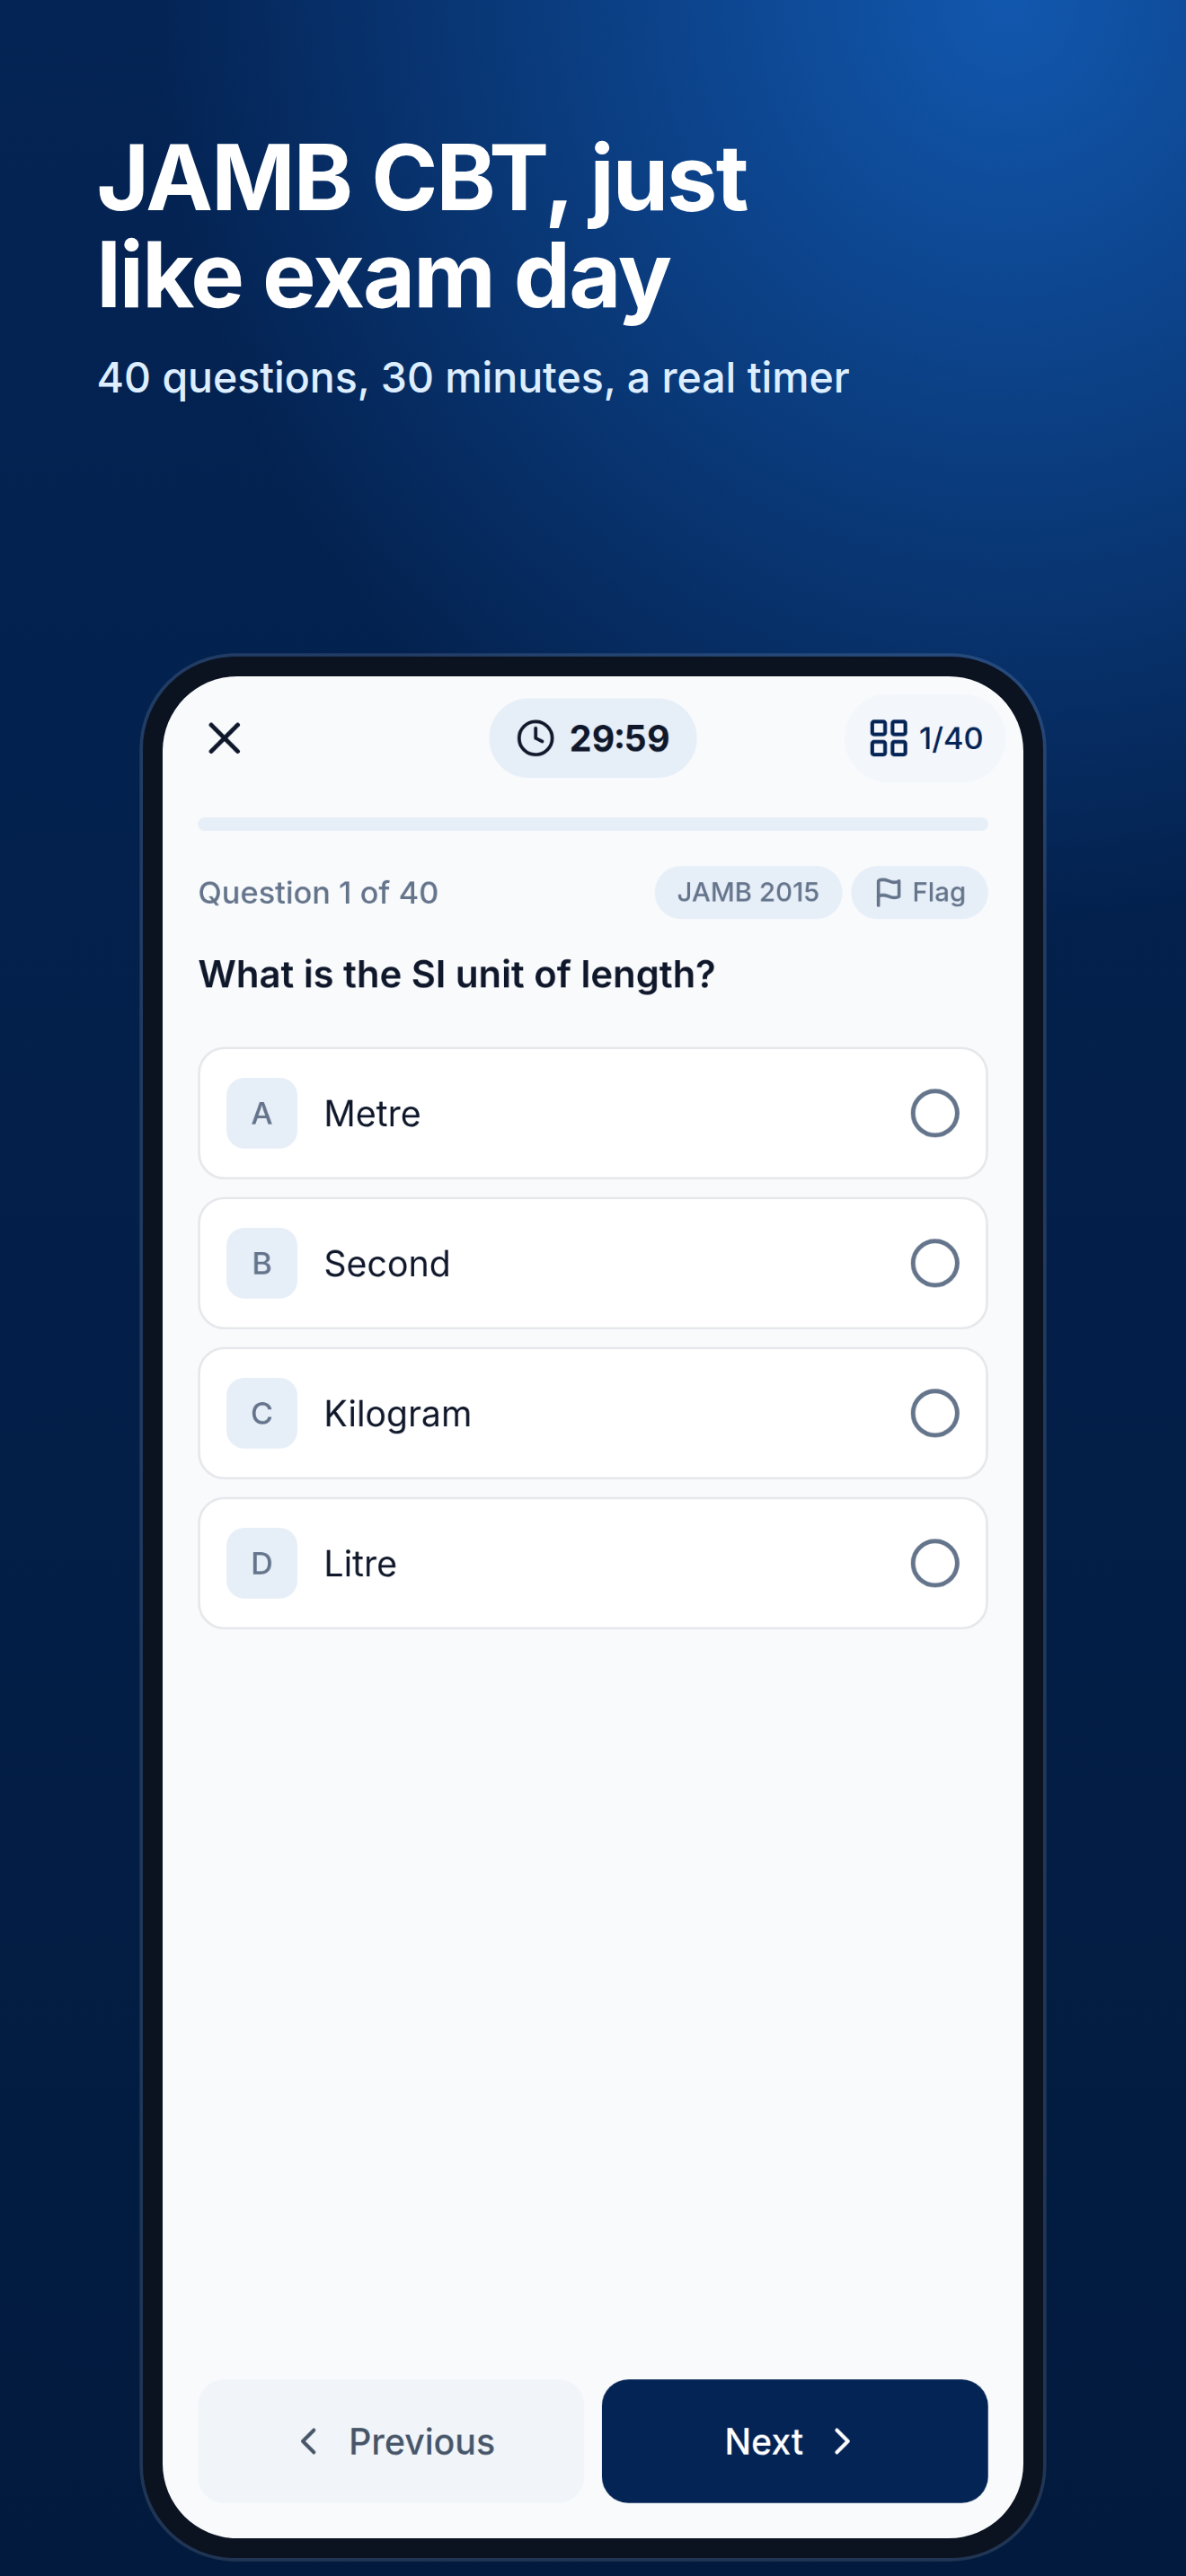 JAMB CBT, just
like exam day
40 questions, 30 minutes, a real timer
29:59
1/40
Question 1 of 40
JAMB 2015
Flag
What is the SI unit of length?
A Metre
B Second
C Kilogram
D Litre
Previous
Next